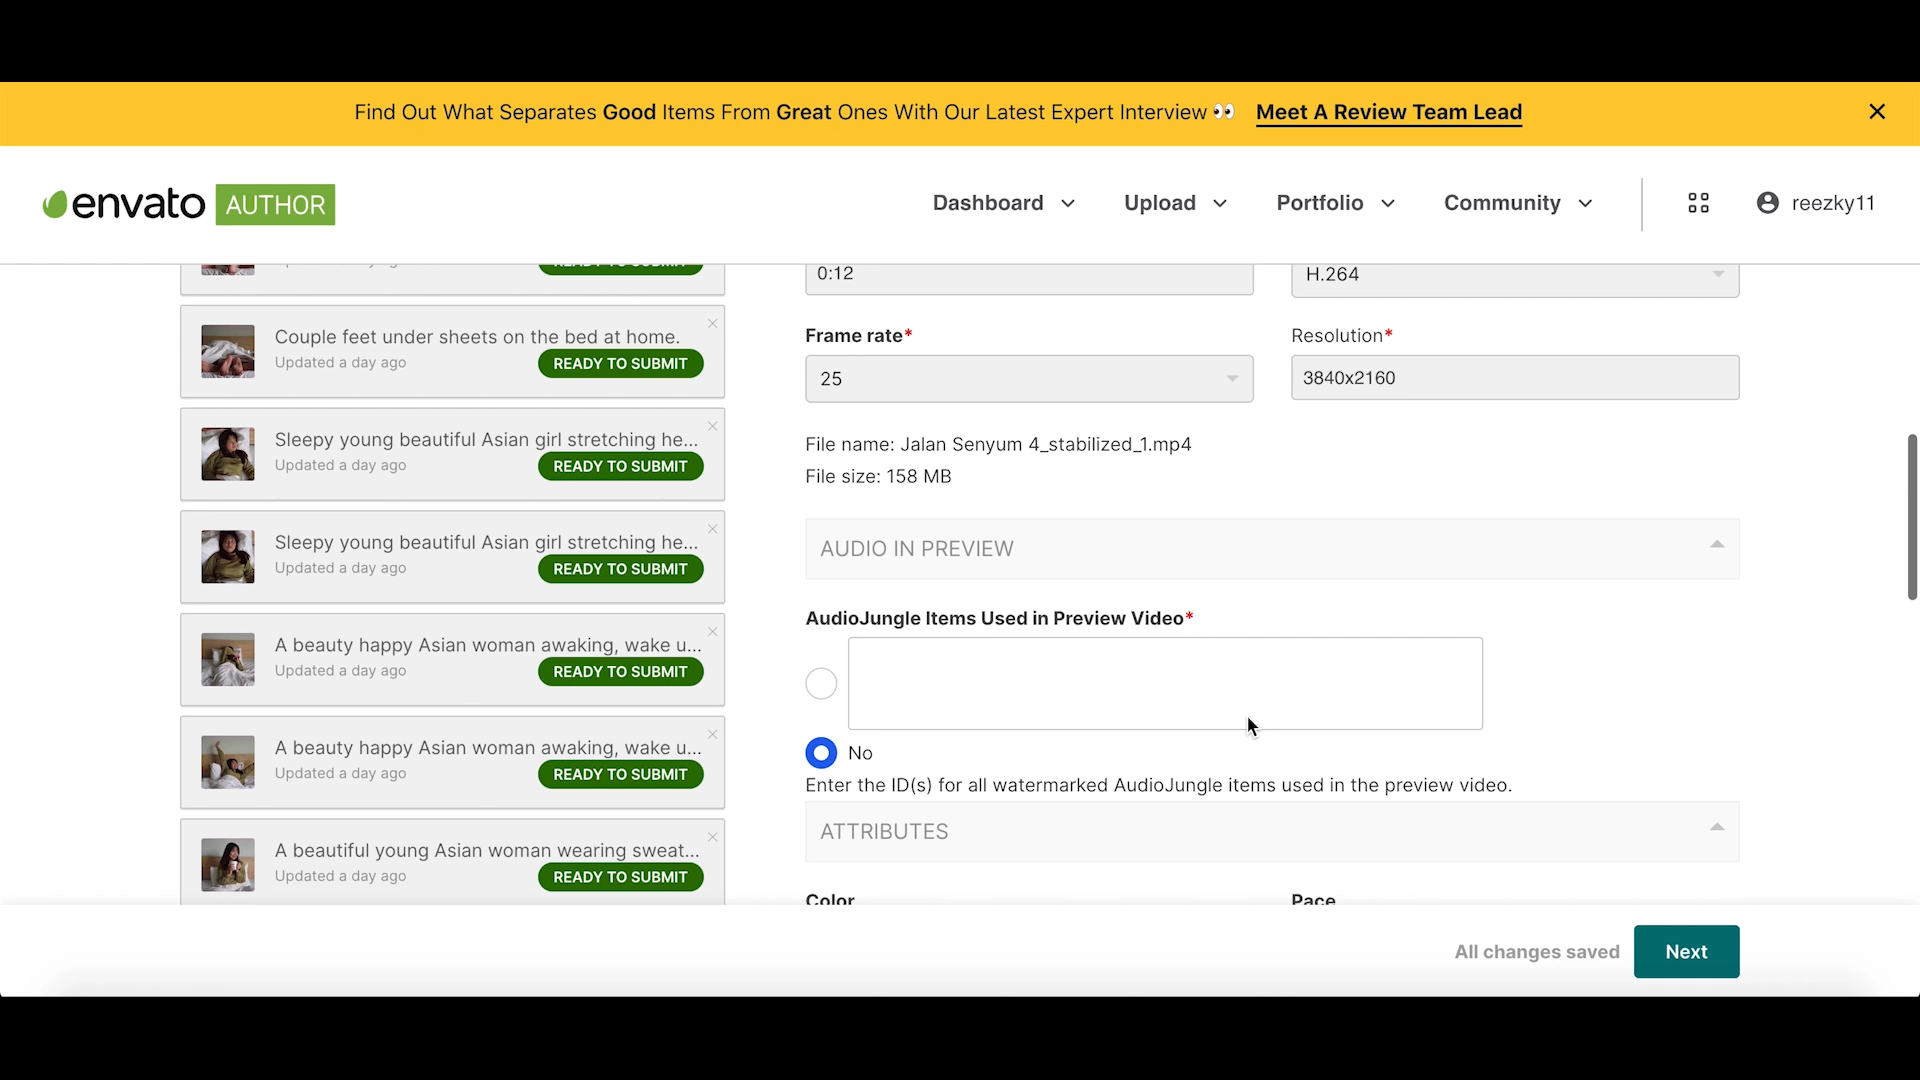 Find Out What Separates Good Items From Great Ones With Our Latest Expert Interview 👀 Meet A Review Team Lead
envato AUTHOR
Dashboard
Upload
Portfolio
Community
reezky11
Couple feet under sheets on the bed at home.
Updated a day ago
READY TO SUBMIT
Sleepy young beautiful Asian girl stretching he...
Updated a day ago
READY TO SUBMIT
Sleepy young beautiful Asian girl stretching he...
Updated a day ago
READY TO SUBMIT
A beauty happy Asian woman awaking, wake u...
Updated a day ago
READY TO SUBMIT
A beauty happy Asian woman awaking, wake u...
Updated a day ago
READY TO SUBMIT
A beautiful young Asian woman wearing sweat...
Updated a day ago
READY TO SUBMIT
0:12
H.264
Frame rate*
25
Resolution*
3840x2160
File name: Jalan Senyum 4_stabilized_1.mp4
File size: 158 MB
AUDIO IN PREVIEW
AudioJungle Items Used in Preview Video*
No
Enter the ID(s) for all watermarked AudioJungle items used in the preview video.
ATTRIBUTES
Color
Pace
All changes saved
Next